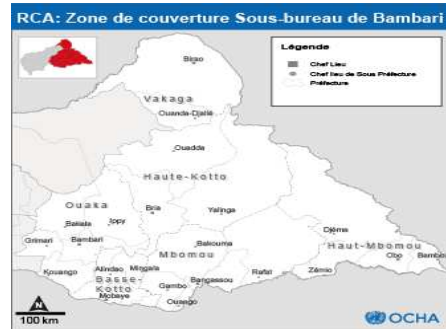 RCA: Zone de couverture Sous-bureau de Bambari
Légende
Chef Lieu
Chef lieu de Sous Préfecture
Préfecture
Birao
Vakaga
Ouanda-Djallé
Ouadda
Haute-Kotto
Ouaka
Bria
Yalinga
Bakala
Ippy
Djéma
Grimari
Bambari
Bakouma
Haut-Mbomou
Mbomou
Obo
Bambouti
Kouango
Alindao
Mingala
Zémio
Rafai
Basse-Kotto
Gambo
Bangassou
Mobaye
Ouango
N
100 km
OCHA